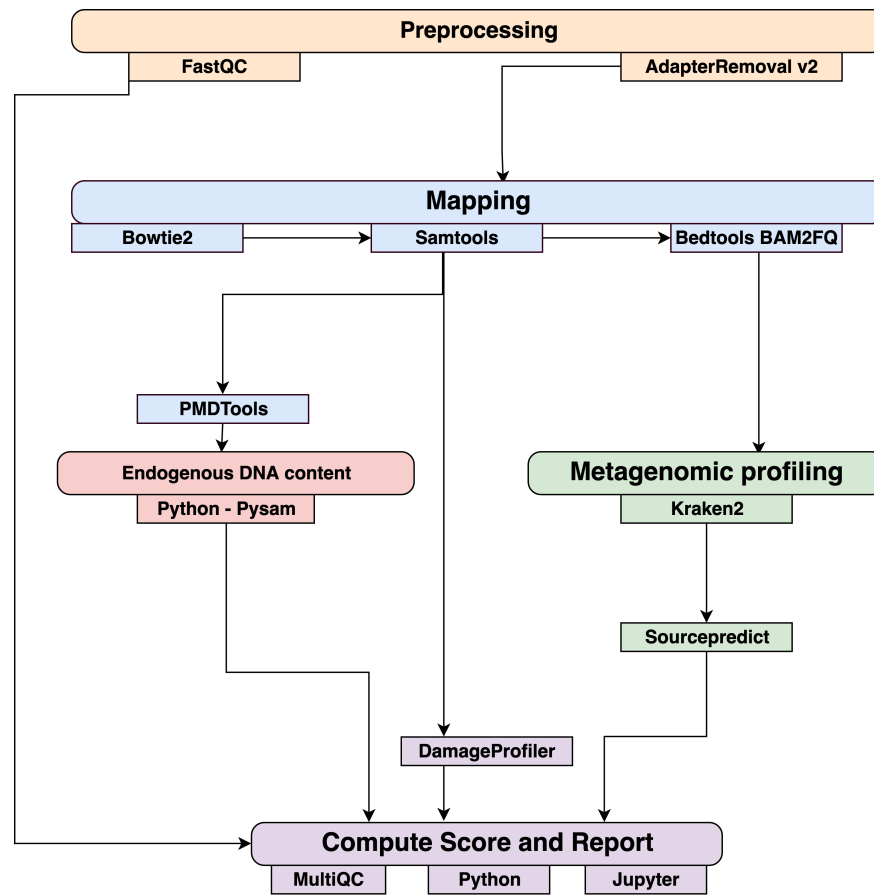 Preprocessing
FastQC
AdapterRemoval v2
Mapping
Bowtie2
Samtools
Bedtools BAM2FQ
PMDTools
Endogenous DNA content
Python - Pysam
Metagenomic profiling
Kraken2
Sourcepredict
DamageProfiler
Compute Score and Report
MultiQC
Python
Jupyter